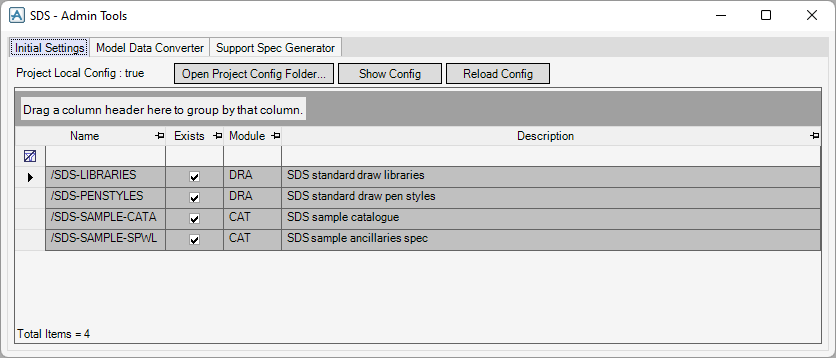 SDS - Admin Tools
Initial Settings Model Data Converter Support Spec Generator
Project Local Config : true Open Project Config Folder... Show Config Reload Config
Drag a column header here to group by that column.
Name Exists Module Description
/SDS-LIBRARIES DRA SDS standard draw libraries
/SDS-PENSTYLES DRA SDS standard draw pen styles
/SDS-SAMPLE-CATA CAT SDS sample catalogue
/SDS-SAMPLE-SPWL CAT SDS sample ancillaries spec
Total Items = 4